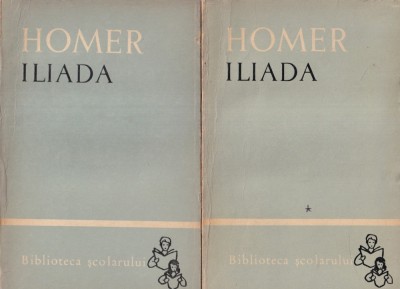 HOMER
ILIADA
Biblioteca școlarului
HOMER
ILIADA
*
Biblioteca școlarului